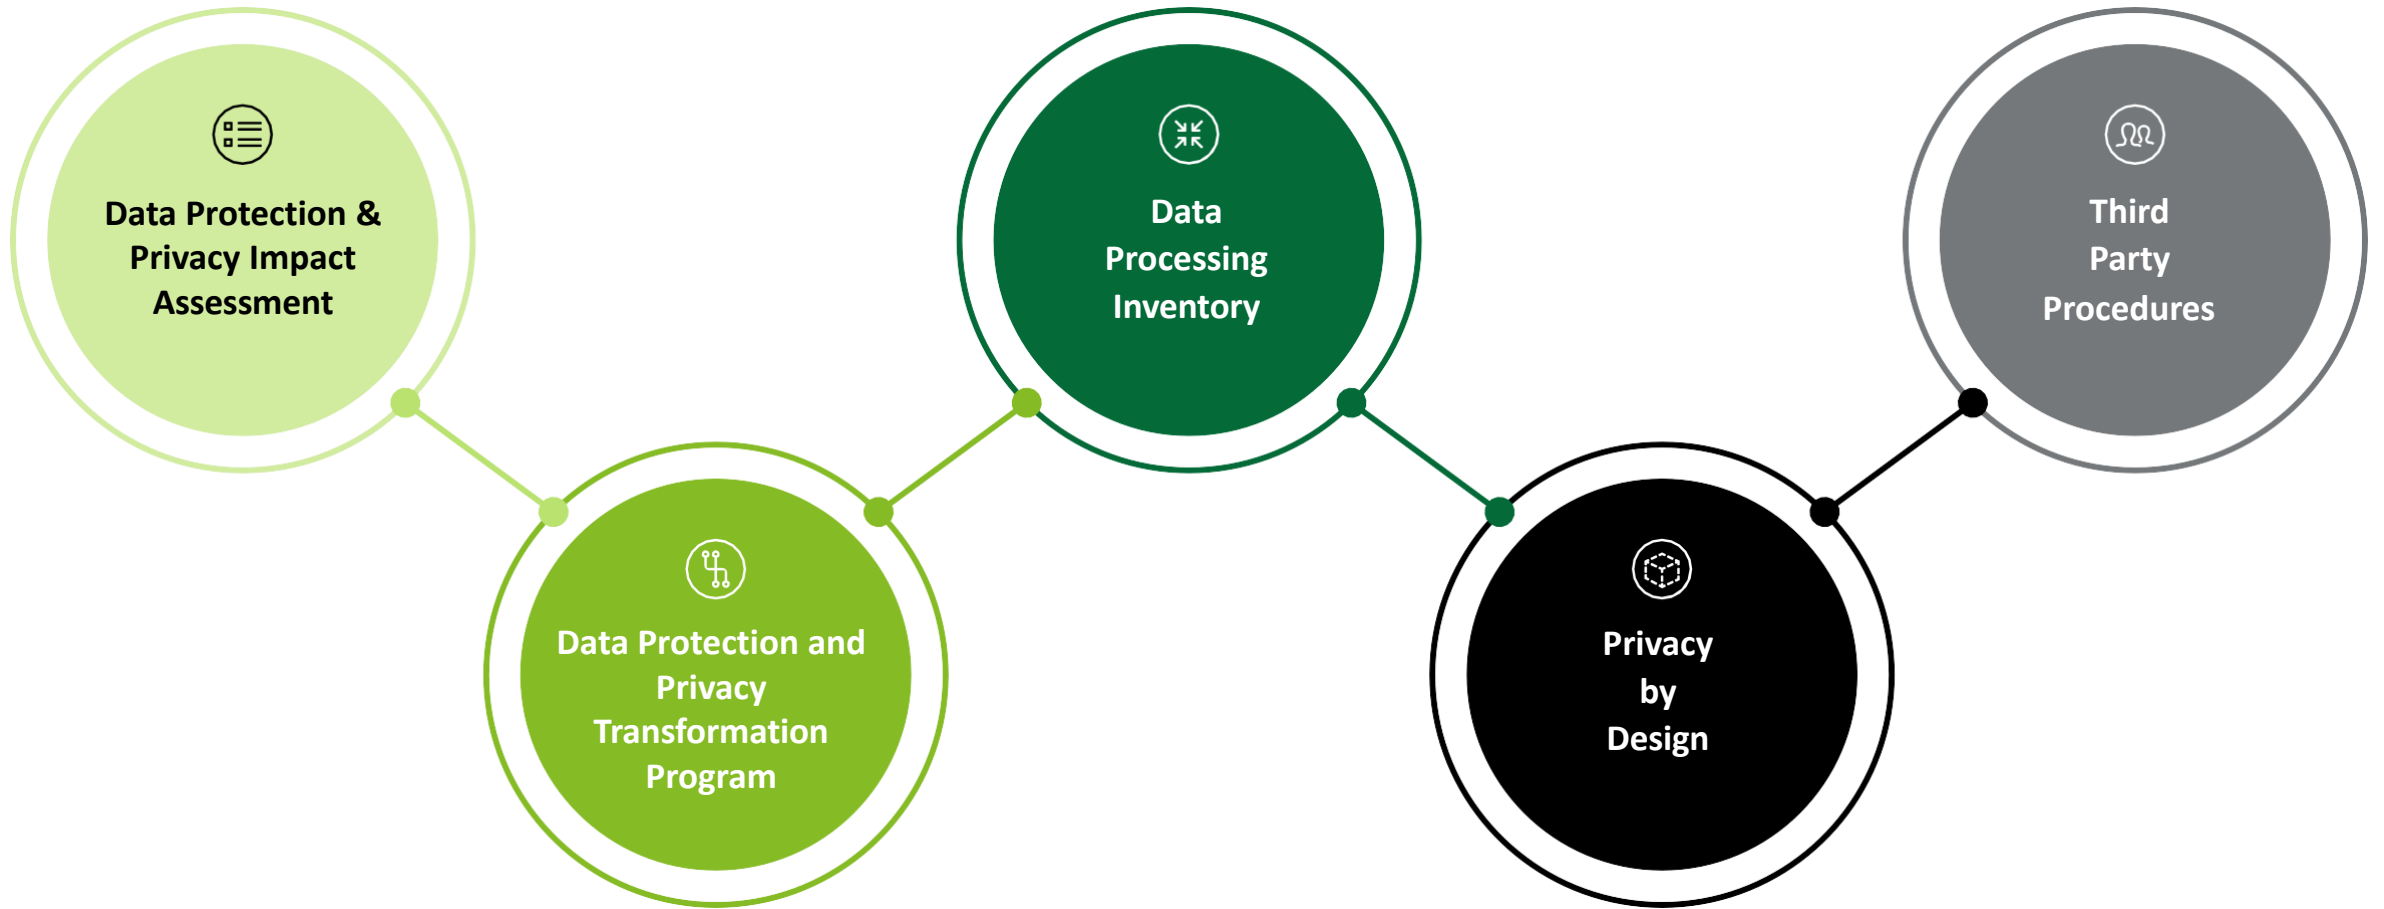 Data Protection &
Privacy Impact
Assessment
Data Protection and
Privacy
Transformation
Program
Data
Processing
Inventory
Privacy
by
Design
Third
Party
Procedures